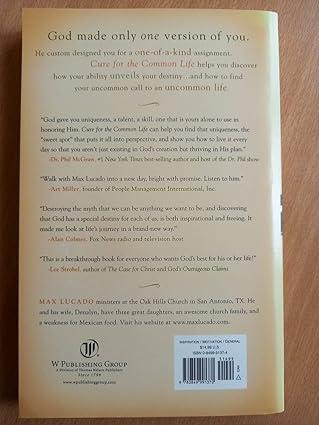 God made only one version of you.
He custom designed you for a one-of-a-kind assignment.
Cure for the Common Life helps you discover
how your ability unveils your destiny...and how to find
your uncommon call to an uncommon life.
"God gave you uniqueness, a talent, a skill, one that is yours alone to use in
honoring Him. Cure for the Common Life can help you find that uniqueness, the
"sweet spot" that puts it all into perspective, and show you how to live it every
day so that you aren't just existing in God's creation but thriving in His plan."
-Dr. Phil McGraw, #1 New York Times best-selling author and host of the Dr. Phil show
"Walk with Max Lucado into a new day, bright with promise. Listen to him."
-Art Miller, founder of People Management International, Inc.
"Destroying the myth that we can be anything we want to be, and discovering
that God has a special destiny for each of us, is both inspirational and freeing. It
made me look at life's journey in a brand-new way."
-Alan Colmes, Fox News radio and television host
"This is a breakthrough book for everyone who wants God's best for his or her life!"
-Lee Strobel, author of The Case for Christ and God's Outrageous Claims
MAX LUCADO ministers at the Oak Hills Church in San Antonio, TX. He
and his wife, Denalyn, have three great daughters, an awesome church family, and
a weakness for Mexican food. Visit his website at www.maxlucado.com.
W
W PUBLISHING GROUP
A Division of Thomas Nelson Publishers
Since 1798
www.wpublishinggroup.com
INSPIRATION / MOTIVATION / GENERAL
$14.99 U.S.
ISBN 0-8499-9137-4
51499
9 780849 991370